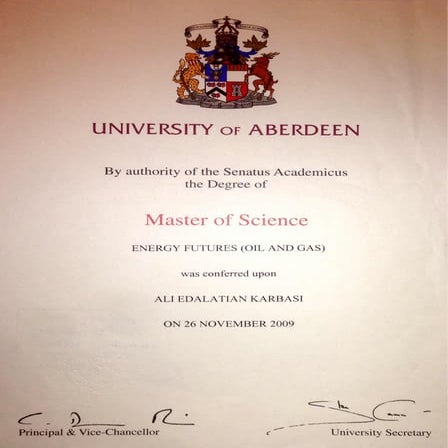 UNIVERSITY OF ABERDEEN
By authority of the Senatus Academicus
the Degree of
Master of Science
ENERGY FUTURES (OIL AND GAS)
was conferred upon
ALI EDALATIAN KARBASI
ON 26 NOVEMBER 2009
Principal & Vice-Chancellor
University Secretary